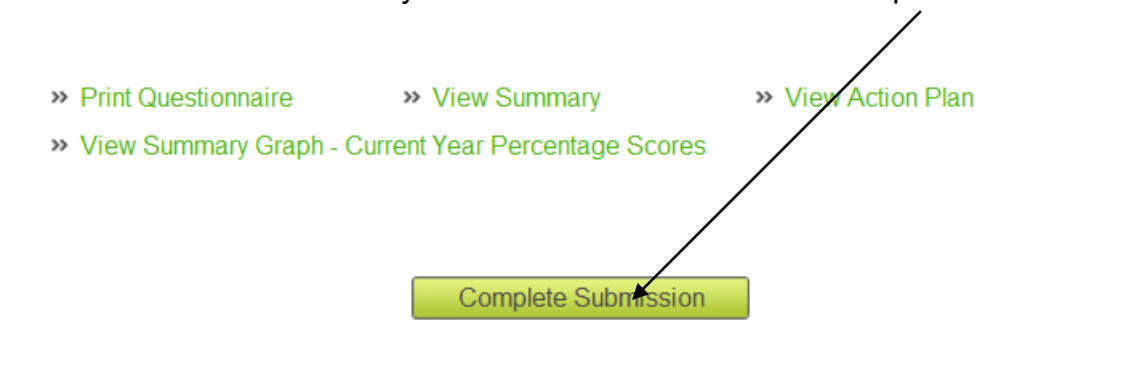 » Print Questionnaire » View Summary » View Action Plan
» View Summary Graph - Current Year Percentage Scores
Complete Submission